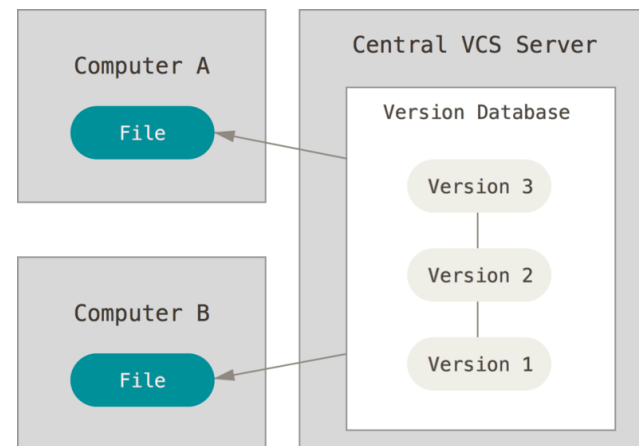 Computer A
File
Computer B
File
Central VCS Server
Version Database
Version 3
Version 2
Version 1